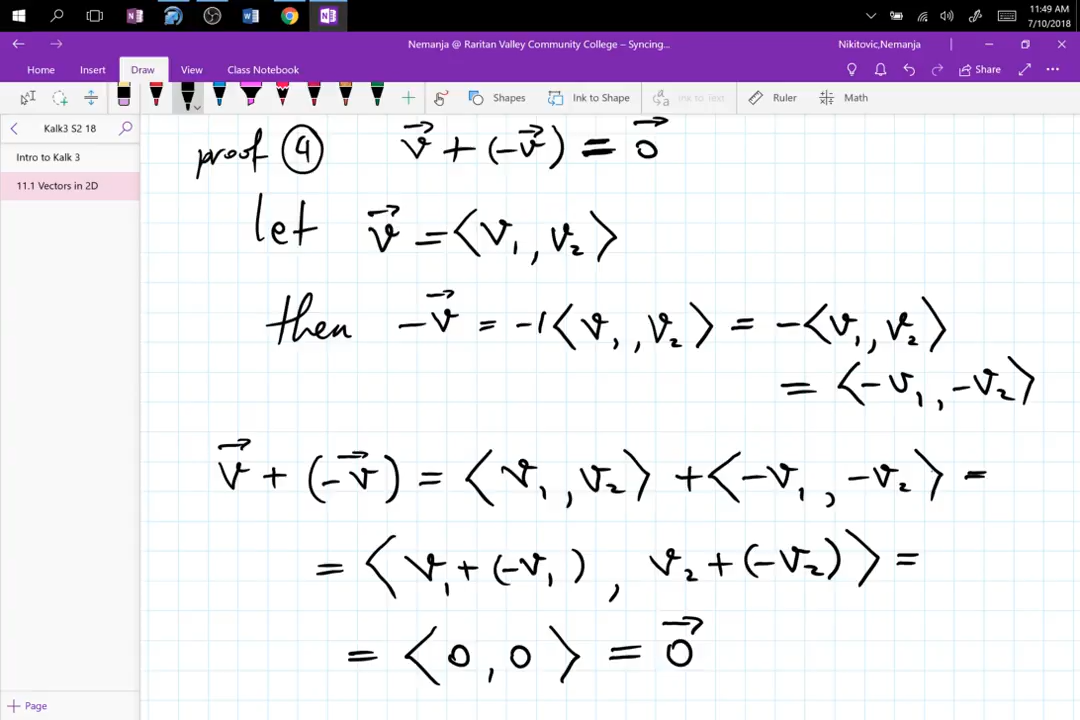 11:49 AM
7/10/2018
Nemanja @ Raritan Valley Community College – Syncing...
Nikitovic,Nemanja
Home Insert Draw View Class Notebook
Share
Shapes Ink to Shape Ink to Text Ruler Math
Kalk3 S2 18
Intro to Kalk 3
11.1 Vectors in 2D
proof ④ v⃗ + (-v⃗) = 0⃗
let v⃗ = ⟨v₁, v₂⟩
then -v⃗ = -1⟨v₁, v₂⟩ = -⟨v₁, v₂⟩
= ⟨-v₁, -v₂⟩
v⃗ + (-v⃗) = ⟨v₁, v₂⟩ + ⟨-v₁, -v₂⟩ =
= ⟨v₁ + (-v₁), v₂ + (-v₂)⟩ =
= ⟨0, 0⟩ = 0⃗
+ Page